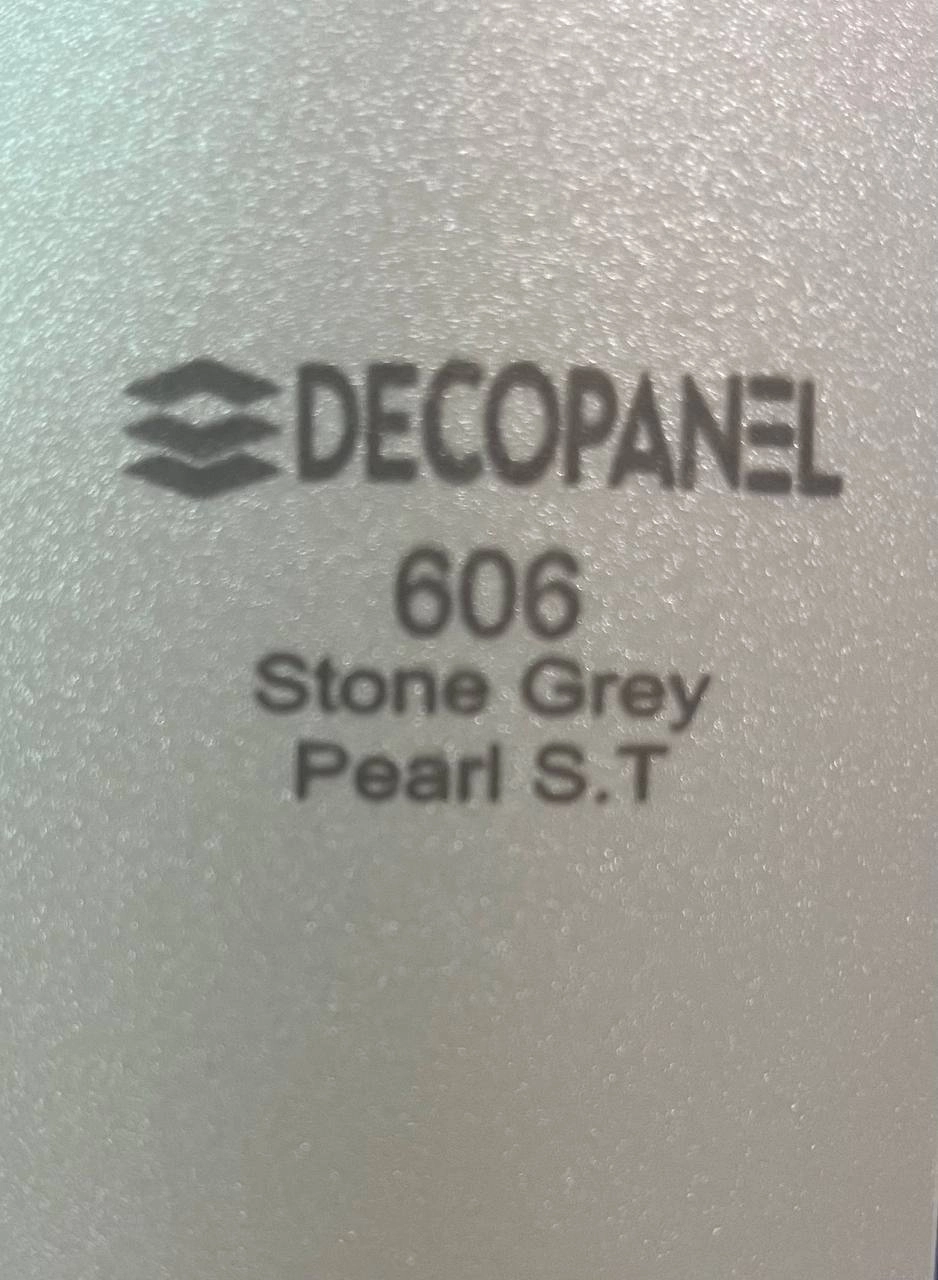 DECOPANEL
606
Stone Grey
Pearl S.T